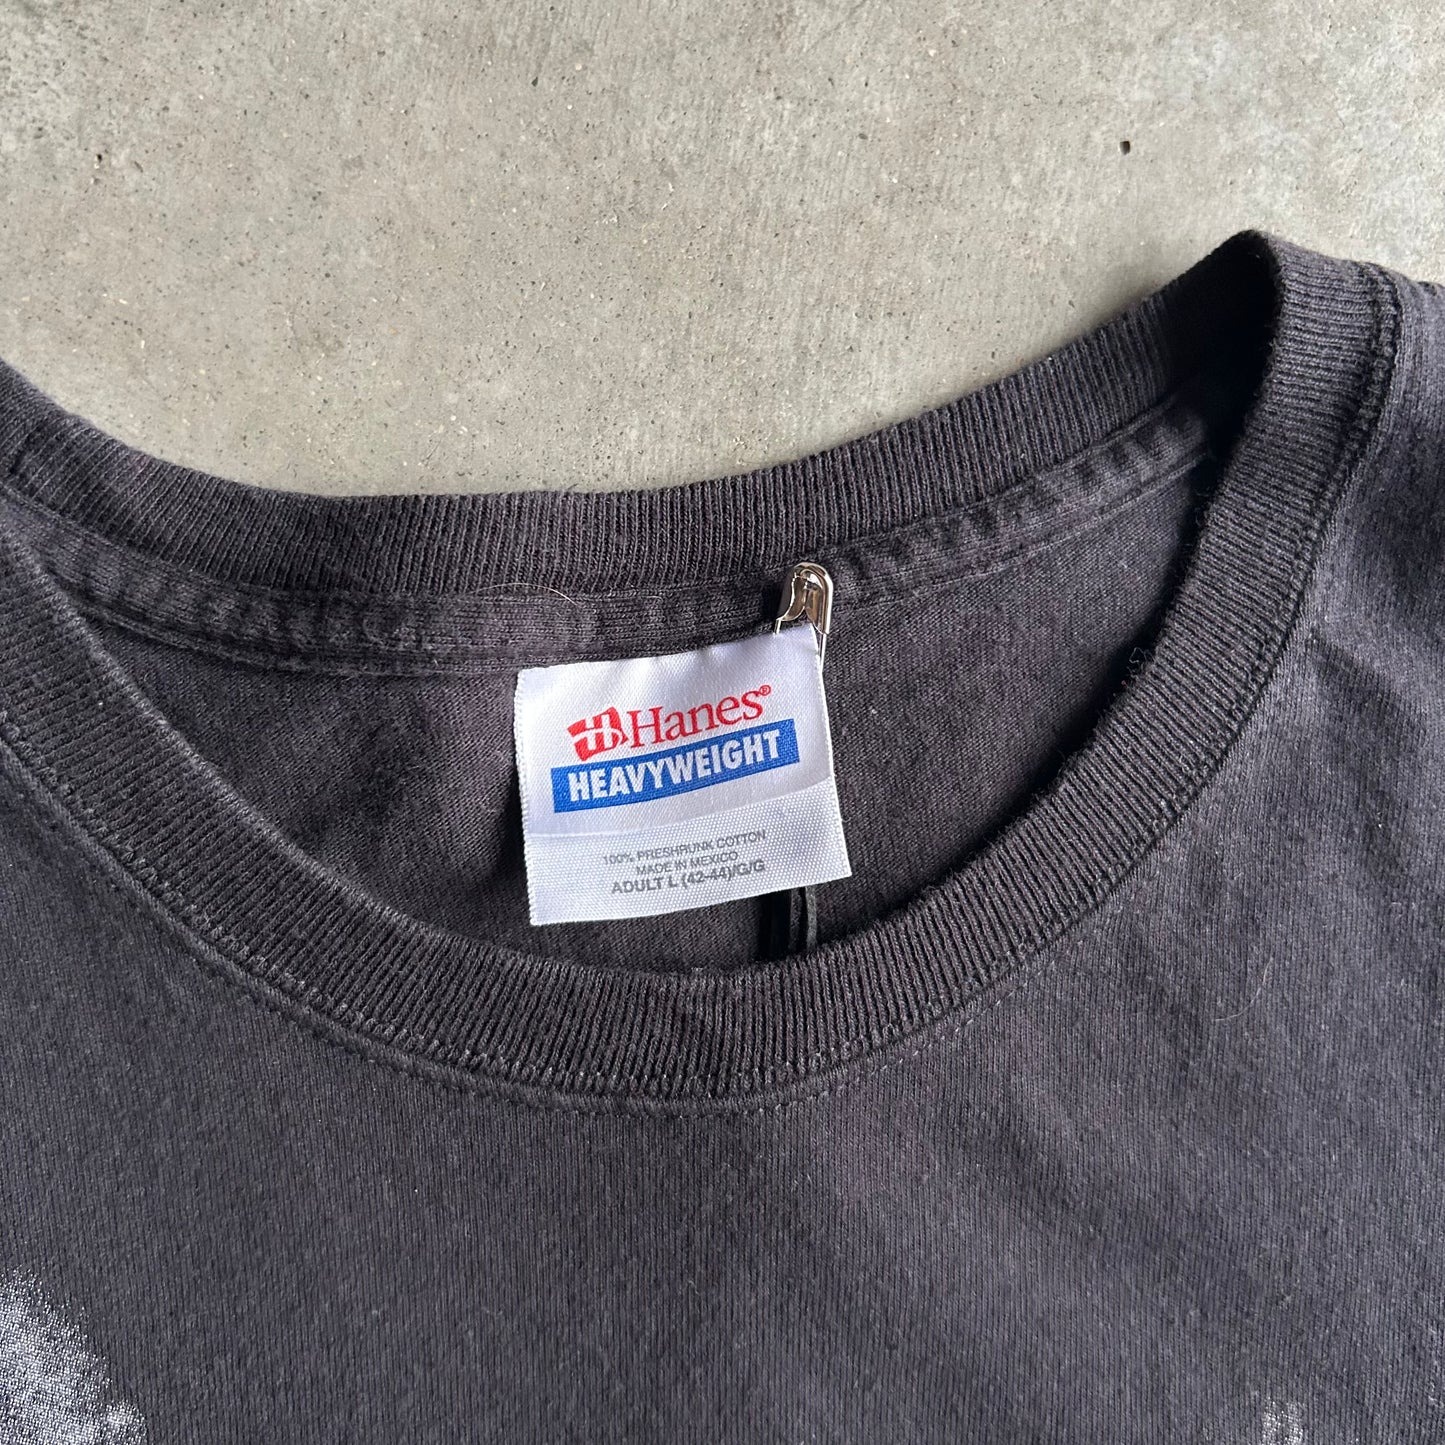 Hanes®
HEAVYWEIGHT
100% PRESHRUNK COTTON
MADE IN MEXICO
ADULT L (42-44)/G/G